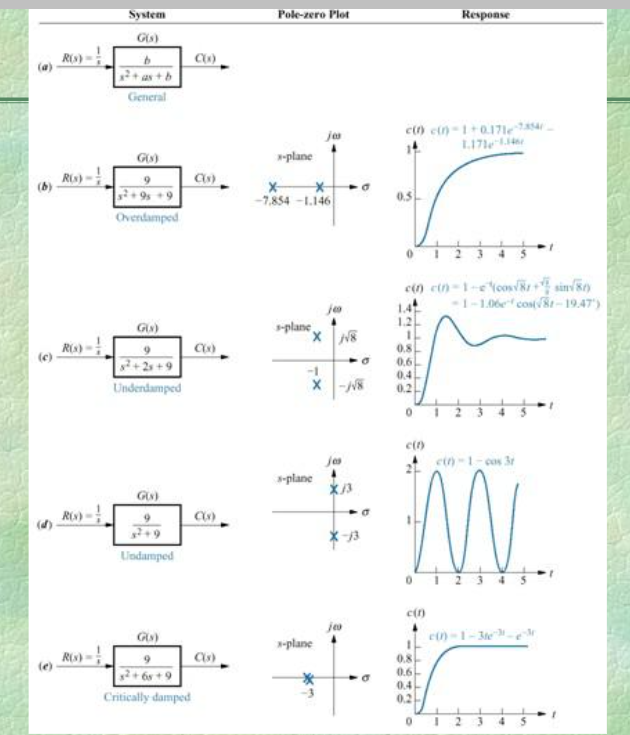 System Pole-zero Plot Response
G(s)
(a) R(s) = 1/s b/(s² + as + b) C(s)
General
G(s)
(b) R(s) = 1/s 9/(s² + 9s + 9) C(s)
Overdamped
jω
s-plane
σ
−7.854 −1.146
c(t) c(t) = 1 + 0.171e^−7.854t −
1.171e^−1.146t
1
0.5
0 1 2 3 4 5 t
G(s)
(c) R(s) = 1/s 9/(s² + 2s + 9) C(s)
Underdamped
jω
s-plane
j√8
σ
−1
−j√8
c(t) c(t) = 1 − e^−t(cos√8t + sin√8t)
= 1 − 1.06e^−t cos(√8t − 19.47°)
1.4
1.2
1
0.8
0.6
0.4
0.2
0 1 2 3 4 5 t
G(s)
(d) R(s) = 1/s 9/(s² + 9) C(s)
Undamped
jω
s-plane
j3
σ
−j3
c(t)
c(t) = 1 − cos 3t
2
1
0 1 2 3 4 5 t
G(s)
(e) R(s) = 1/s 9/(s² + 6s + 9) C(s)
Critically damped
jω
s-plane
σ
−3
c(t)
c(t) = 1 − 3te^−3t − e^−3t
1
0.8
0.6
0.4
0.2
0 1 2 3 4 5 t